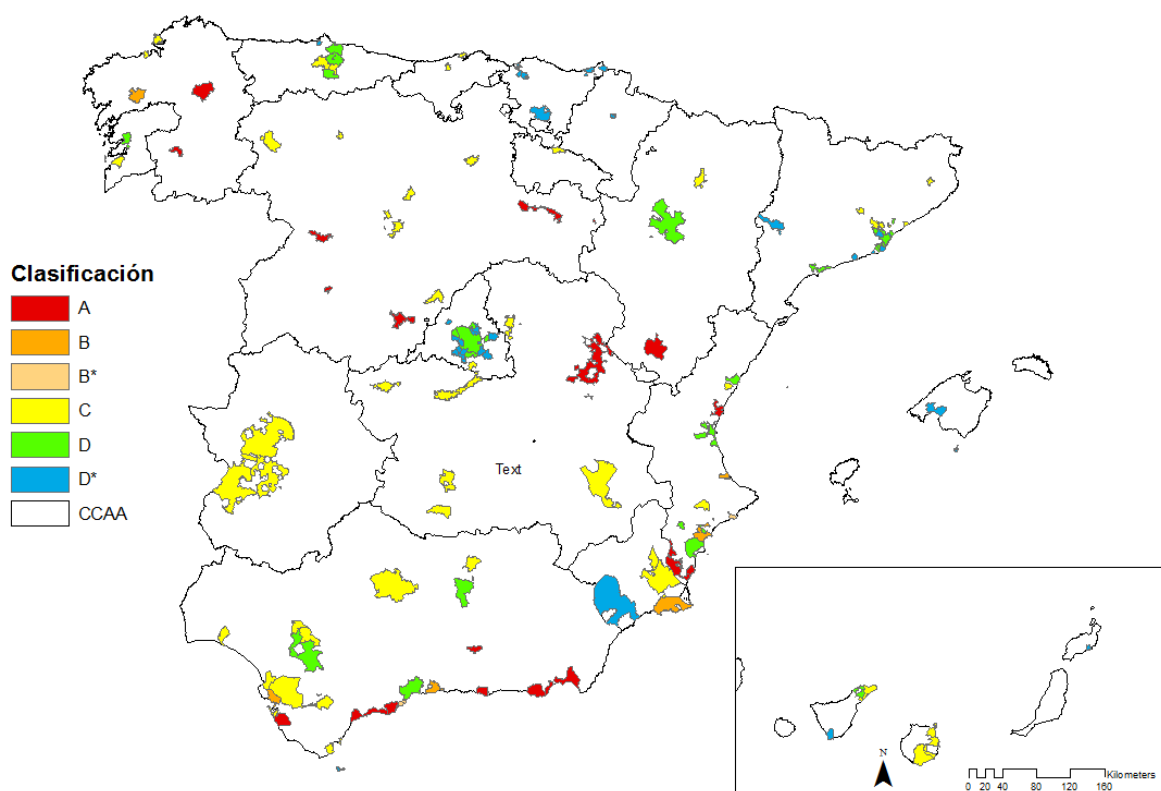 Clasificación
A
B
B*
C
D
D*
CCAA
Text
N
Kilometers
0 20 40 80 120 160